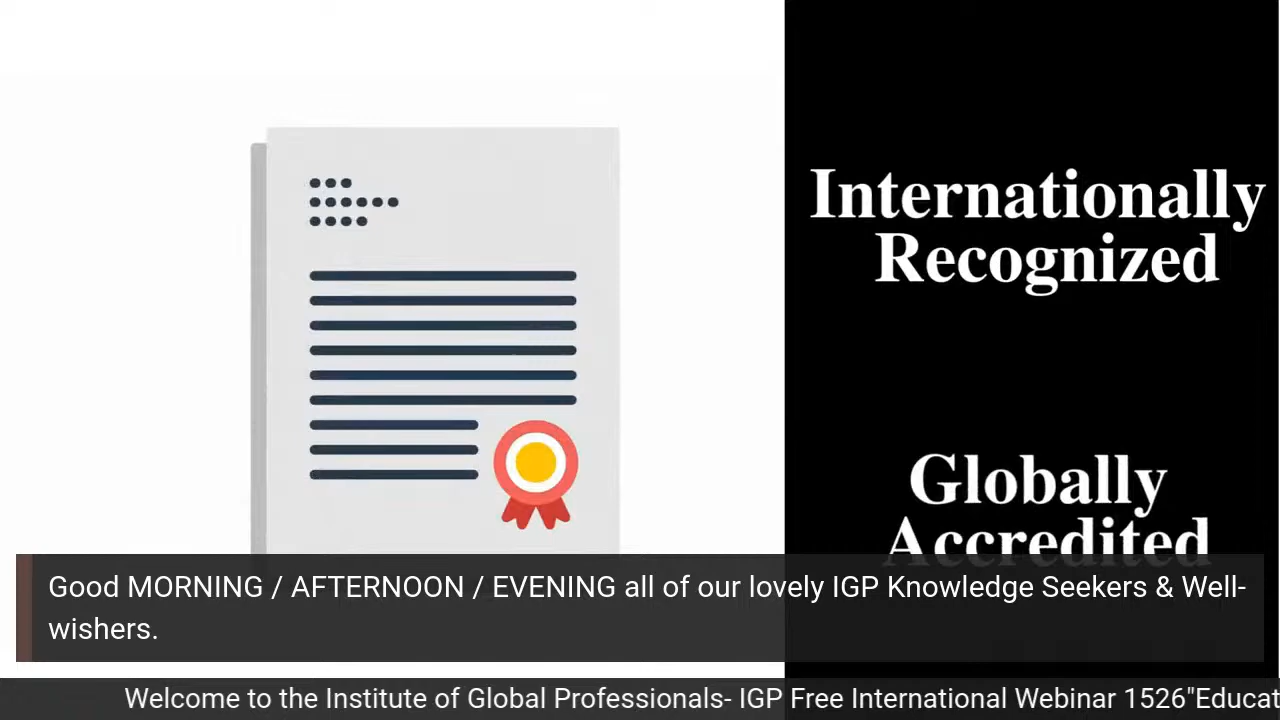 Internationally
Recognized
Globally
Accredited
Good MORNING / AFTERNOON / EVENING all of our lovely IGP Knowledge Seekers & Well-
wishers.
Welcome to the Institute of Global Professionals- IGP Free International Webinar 1526"Educat